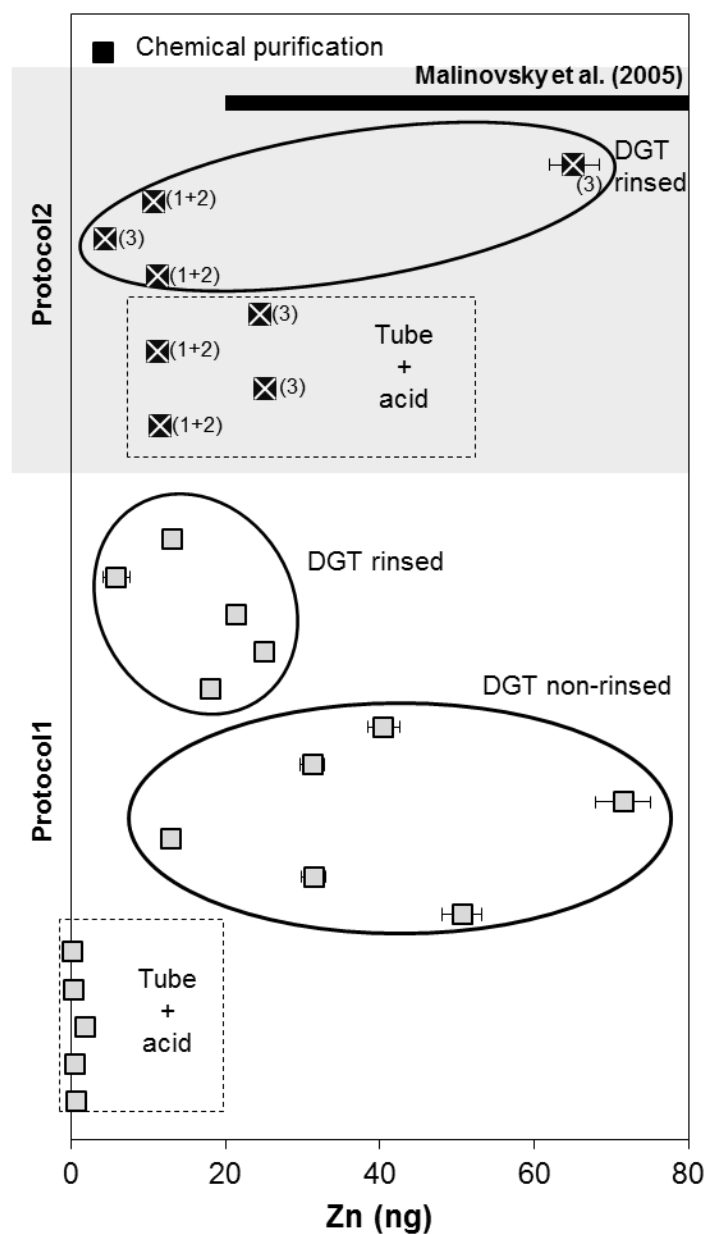 Chemical purification
Malinovsky et al. (2005)
DGT
rinsed
(3)
(1+2)
(3)
(1+2)
(3)
(1+2)
(3)
(1+2)
Tube
+
acid
Protocol2
DGT rinsed
DGT non-rinsed
Protocol1
Tube
+
acid
0 20 40 60 80
Zn (ng)